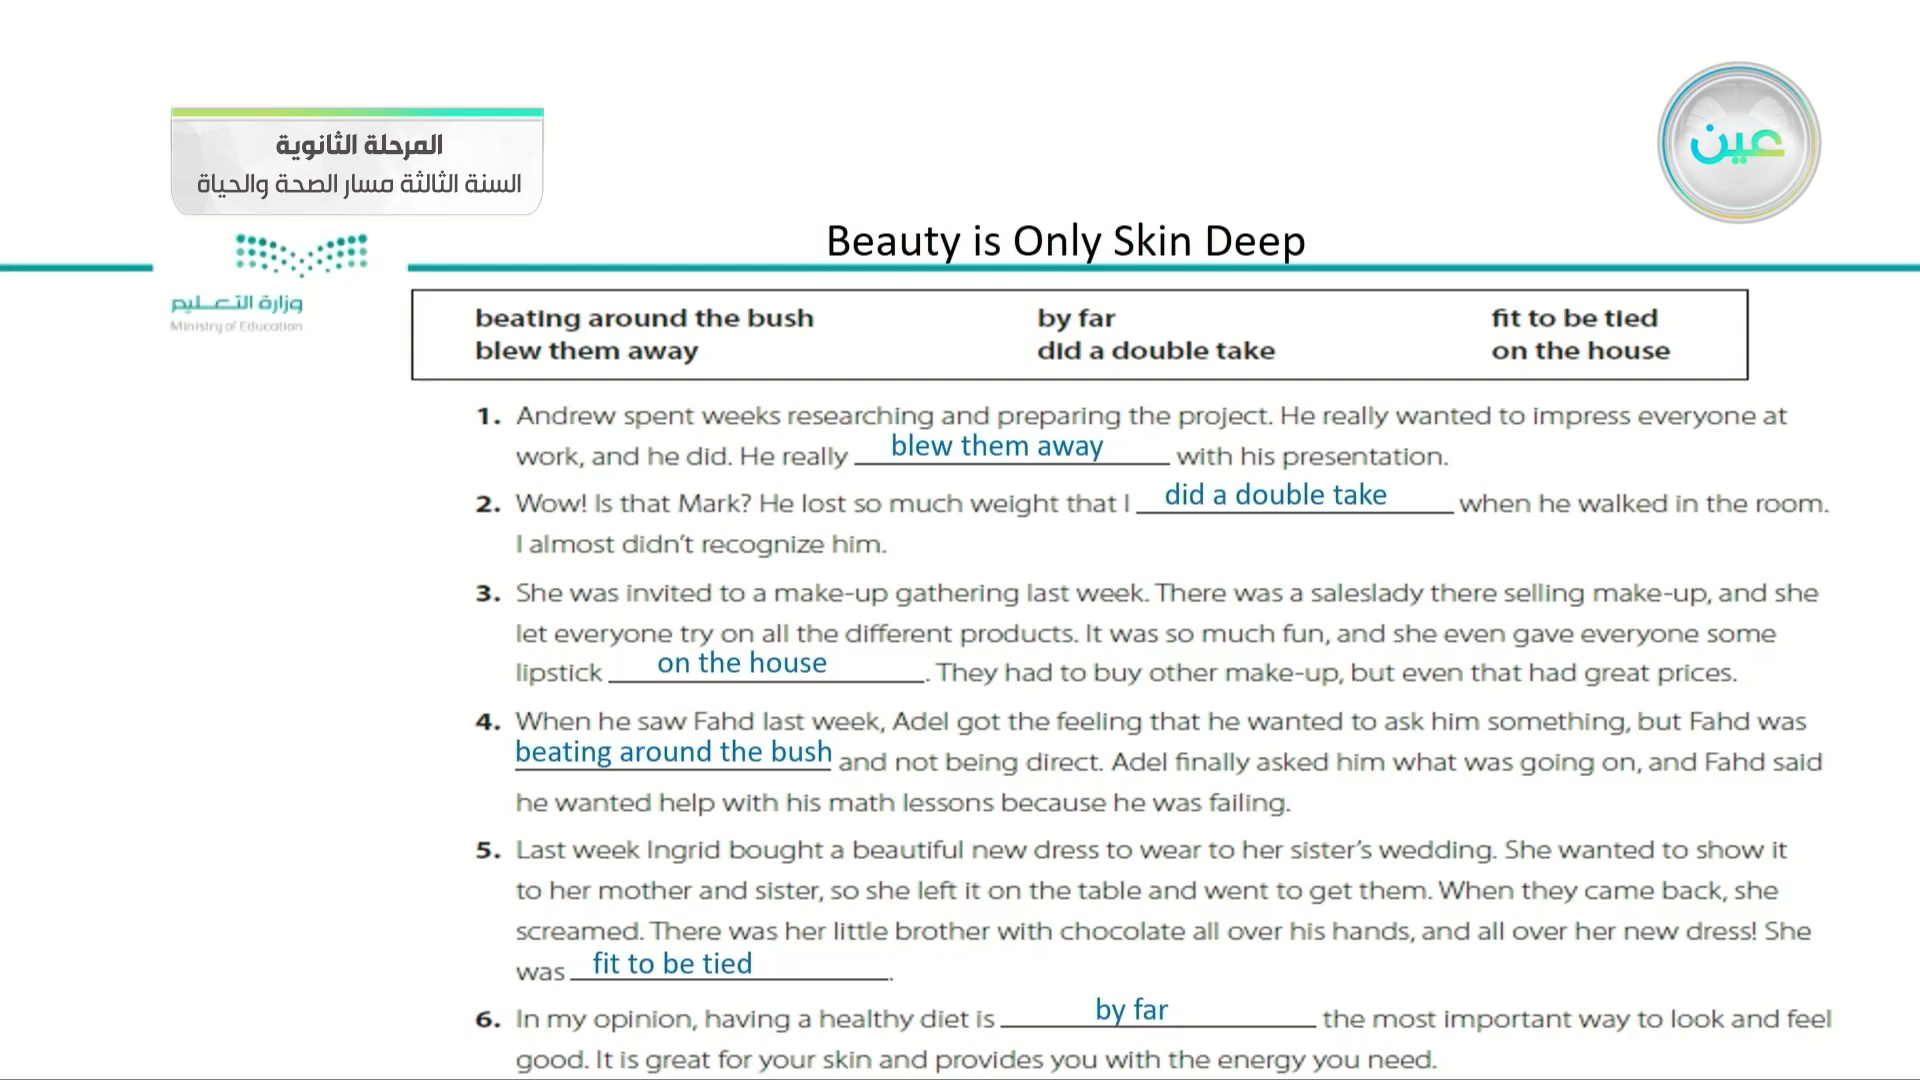 المرحلة الثانوية
السنة الثالثة مسار الصحة والحياة
عين
وزارة التعليم
Ministry of Education
Beauty is Only Skin Deep
beating around the bush by far fit to be tied
blew them away did a double take on the house
1. Andrew spent weeks researching and preparing the project. He really wanted to impress everyone at
work, and he did. He really blew them away with his presentation.
2. Wow! Is that Mark? He lost so much weight that I did a double take when he walked in the room.
I almost didn't recognize him.
3. She was invited to a make-up gathering last week. There was a saleslady there selling make-up, and she
let everyone try on all the different products. It was so much fun, and she even gave everyone some
lipstick on the house. They had to buy other make-up, but even that had great prices.
4. When he saw Fahd last week, Adel got the feeling that he wanted to ask him something, but Fahd was
beating around the bush and not being direct. Adel finally asked him what was going on, and Fahd said
he wanted help with his math lessons because he was failing.
5. Last week Ingrid bought a beautiful new dress to wear to her sister's wedding. She wanted to show it
to her mother and sister, so she left it on the table and went to get them. When they came back, she
screamed. There was her little brother with chocolate all over his hands, and all over her new dress! She
was fit to be tied.
6. In my opinion, having a healthy diet is by far the most important way to look and feel
good. It is great for your skin and provides you with the energy you need.